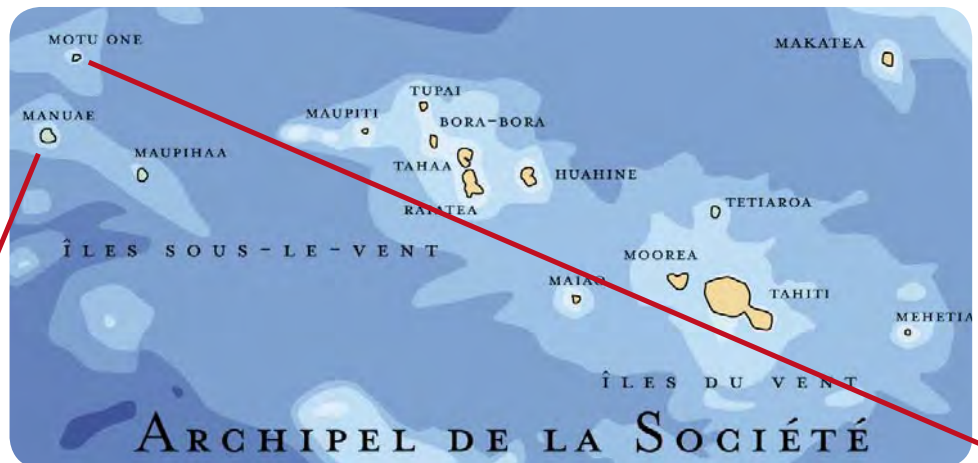 MOTU ONE
MAKATEA
TUPAI
MANUAE
MAUPITI
BORA-BORA
MAUPIHAA
TAHAA
HUAHINE
RAIATEA
TETIAROA
ÎLES SOUS-LE-VENT
MOOREA
MAIAO
TAHITI
MEHETIA
ÎLES DU VENT
ARCHIPEL DE LA SOCIÉTÉ